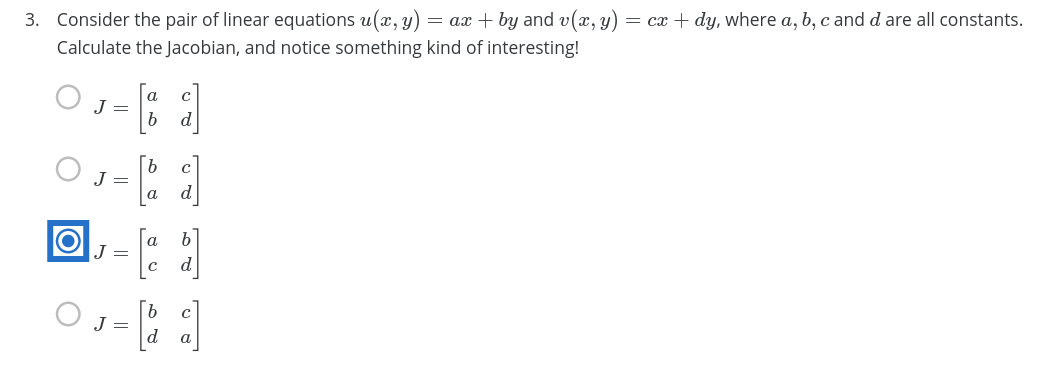 3. Consider the pair of linear equations $u(x, y) = ax + by$ and $v(x, y) = cx + dy$, where $a, b, c$ and $d$ are all constants.
Calculate the Jacobian, and notice something kind of interesting!
$J = \begin{bmatrix} a & c \\ b & d \end{bmatrix}$
$J = \begin{bmatrix} b & c \\ a & d \end{bmatrix}$
$J = \begin{bmatrix} a & b \\ c & d \end{bmatrix}$
$J = \begin{bmatrix} b & c \\ d & a \end{bmatrix}$